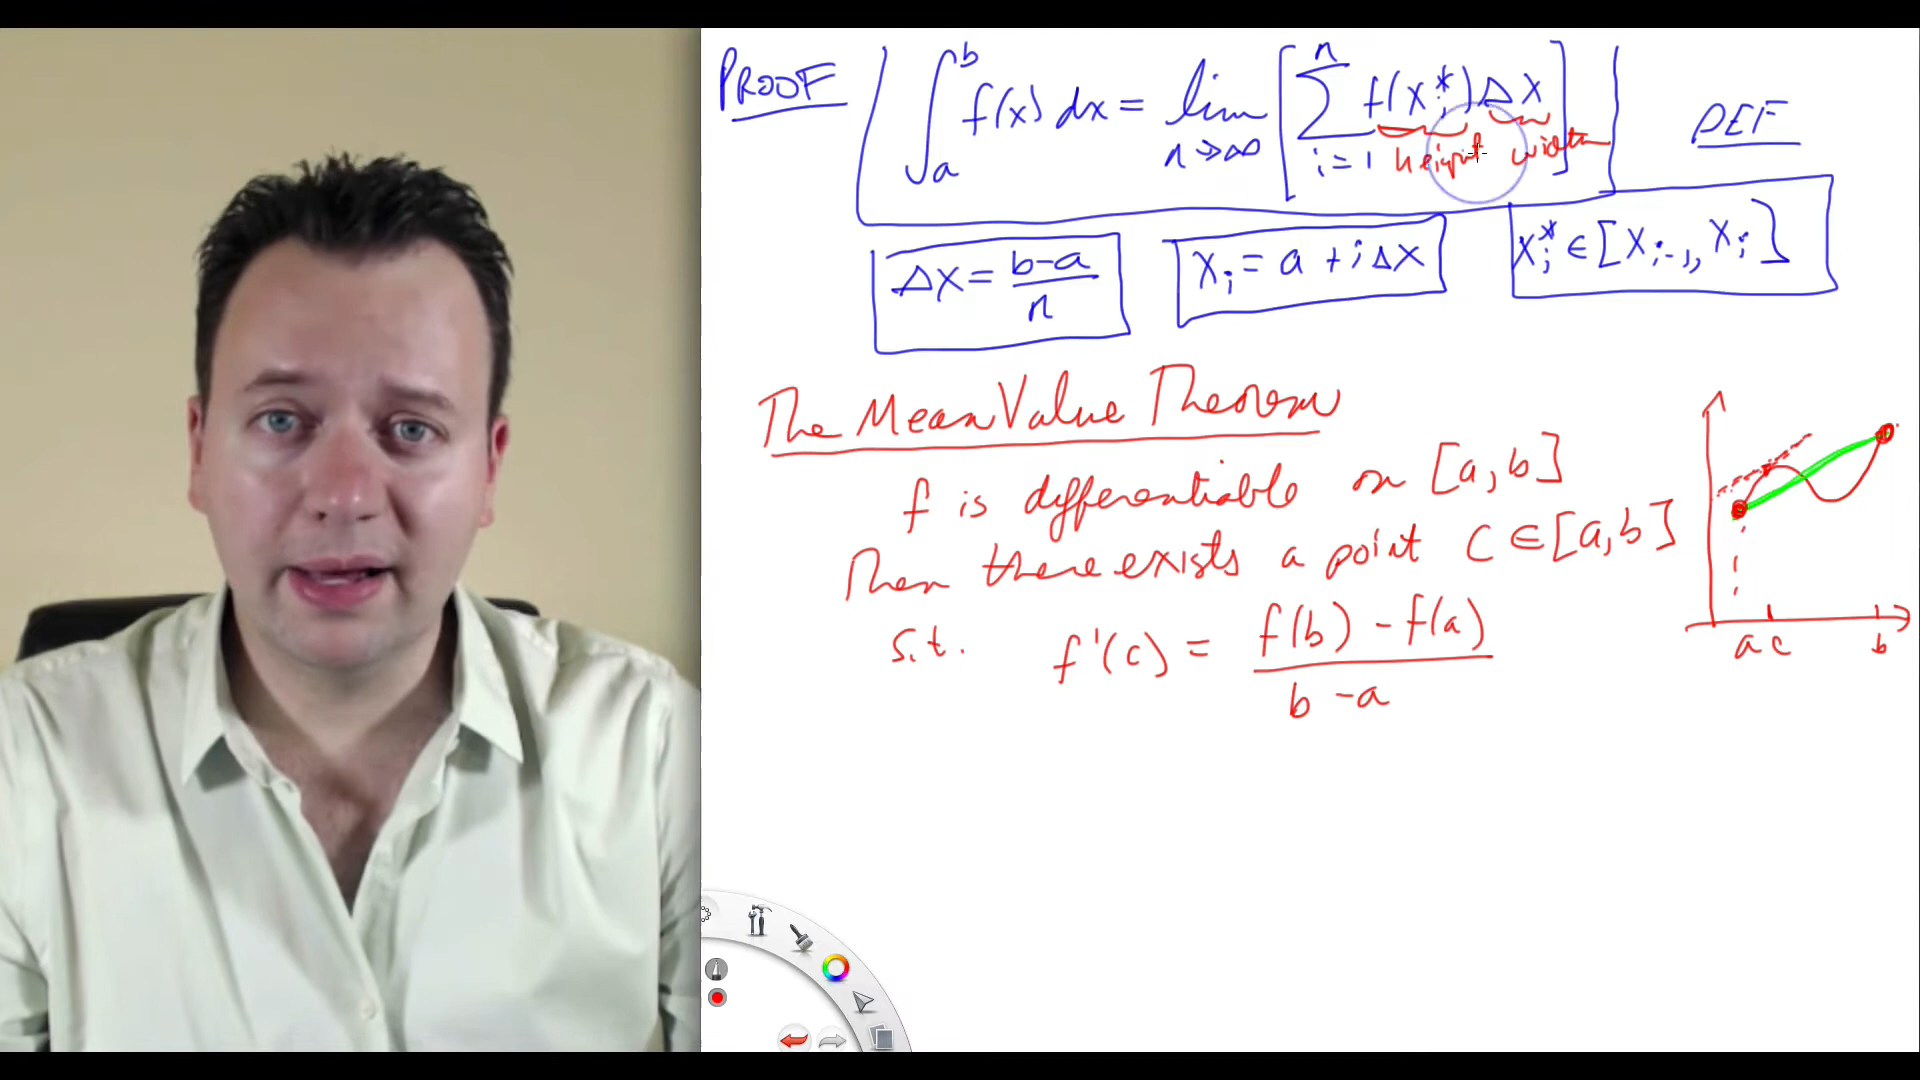 PROOF ∫_a^b f(x) dx = lim_{n→∞} [ ∑_{i=1}^n f(x_i*) Δx ] DEF
height width
Δx = (b-a)/n x_i = a + iΔx x_i* ∈ [x_{i-1}, x_i]
The Mean Value Theorem
f is differentiable on [a, b]
Then there exists a point c ∈ [a, b]
s.t. f'(c) = (f(b) - f(a))/(b - a)
a c b